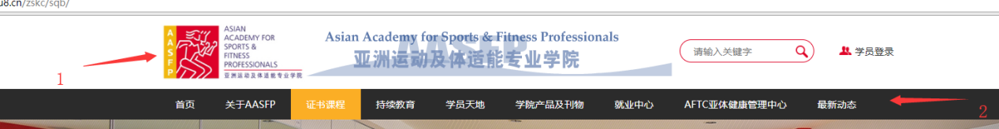 u8.cn/zskc/sqb/
AASFP
ASIAN
ACADEMY FOR
SPORTS &
FITNESS
PROFESSIONALS
亚洲运动及体适能专业学院
AASFP
Asian Academy for Sports & Fitness Professionals
亚洲运动及体适能专业学院
请输入关键字
学员登录
1
首页 关于AASFP 证书课程 持续教育 学员天地 学院产品及刊物 就业中心 AFTC亚体健康管理中心 最新动态
2